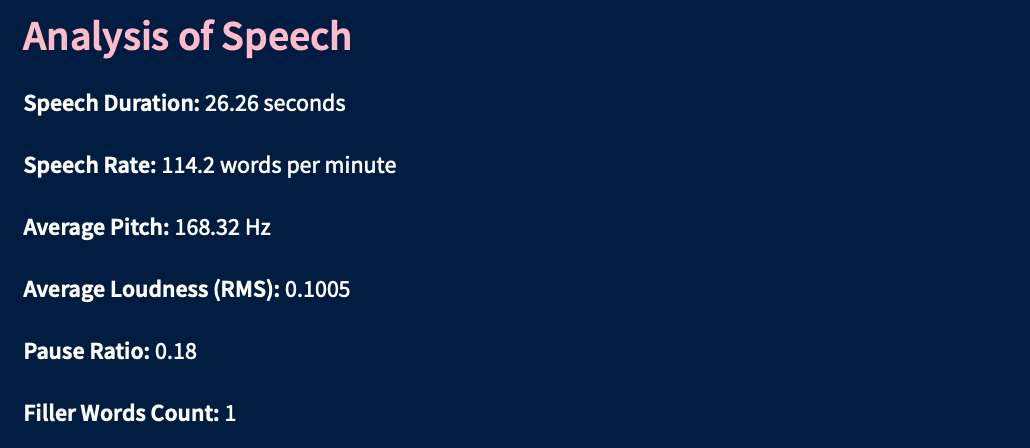 Analysis of Speech
Speech Duration: 26.26 seconds
Speech Rate: 114.2 words per minute
Average Pitch: 168.32 Hz
Average Loudness (RMS): 0.1005
Pause Ratio: 0.18
Filler Words Count: 1